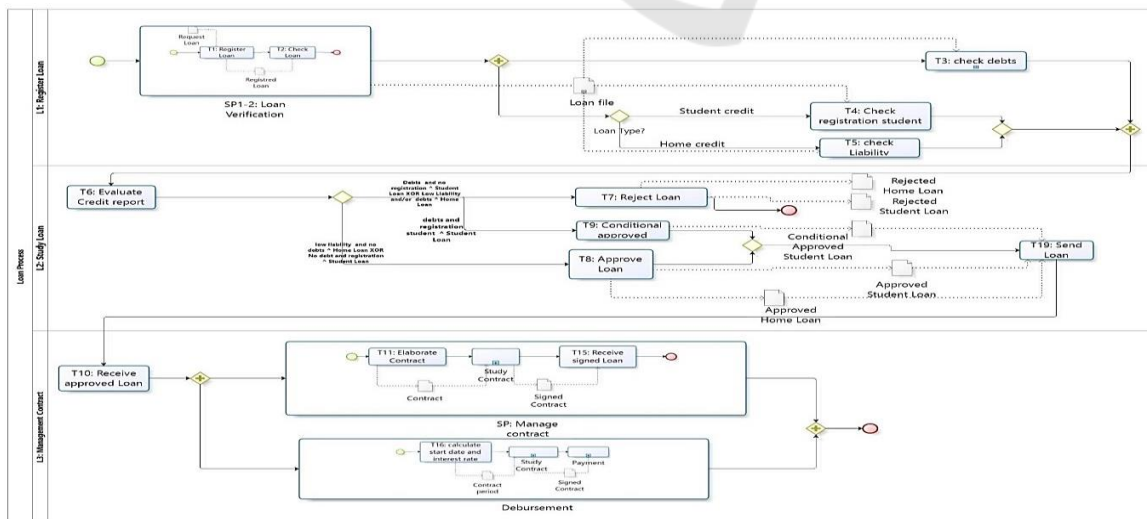 Loan Process
L1: Register Loan
Request
Loan
T1: Register
Loan
T2: Check
Loan
Registred
Loan
SP1-2: Loan
Verification
Loan file
Loan Type?
Student credit
Home credit
T3: check debts
T4: Check
registration student
T5: check
Liability
L2: Study Loan
T6: Evaluate
Credit report
Debts and no
registration ^ Student
Loan XOR Low Liability
and/or debts ^ Home
Loan
debts and
registration
student ^ Student
Loan
low liability and no
debts ^ Home Loan XOR
No debt and registration
^ Student Loan
T7: Reject Loan
Rejected
Home Loan
Rejected
Student Loan
T9: Conditional
approved
T8: Approve
Loan
Conditional
Approved
Student Loan
Approved
Student Loan
Approved
Home Loan
T19: Send
Loan
L3: Management Contract
T10: Receive
approved Loan
T11: Elaborate
Contract
Study
Contract
T15: Receive
signed Loan
Contract
Signed
Contract
SP: Manage
contract
T16: calculate
start date and
interest rate
Study
Contract
Payment
Contract
period
Signed
Contract
Debursement